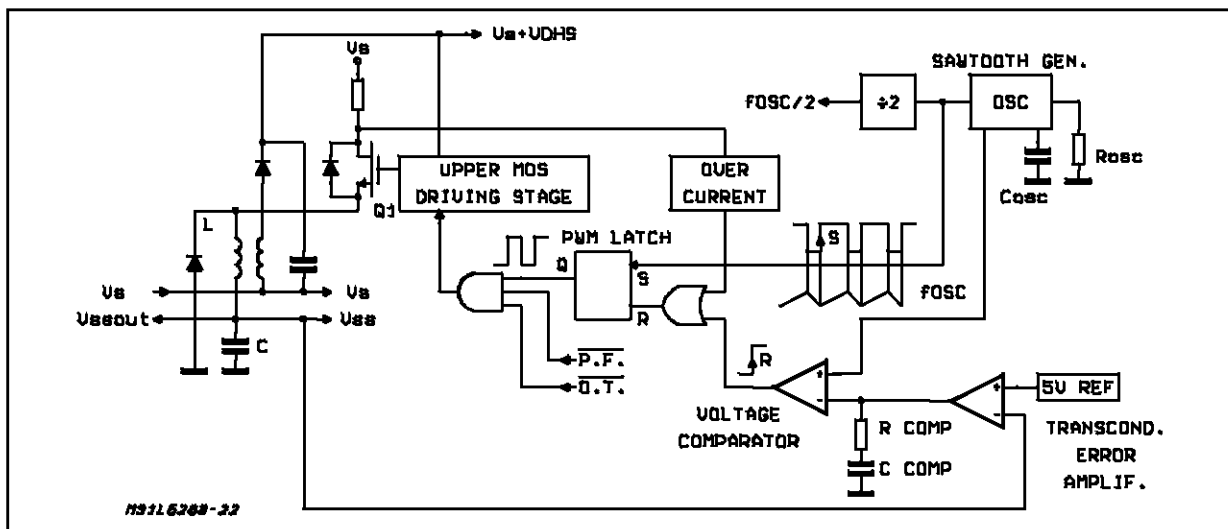 Vs+VDHS
Vs
SAWTOOTH GEN.
fOSC/2
÷2
OSC
Rosc
Cosc
UPPER MOS
DRIVING STAGE
OVER
CURRENT
Q1
L
PWM LATCH
Q
S
R
S
fOSC
Vs
Vs
Vssout
Vss
C
P.F.
O.T.
R
+
-
VOLTAGE
COMPARATOR
R COMP
C COMP
+
-
5V REF
TRANSCOND.
ERROR
AMPLIF.
M91L6280-22